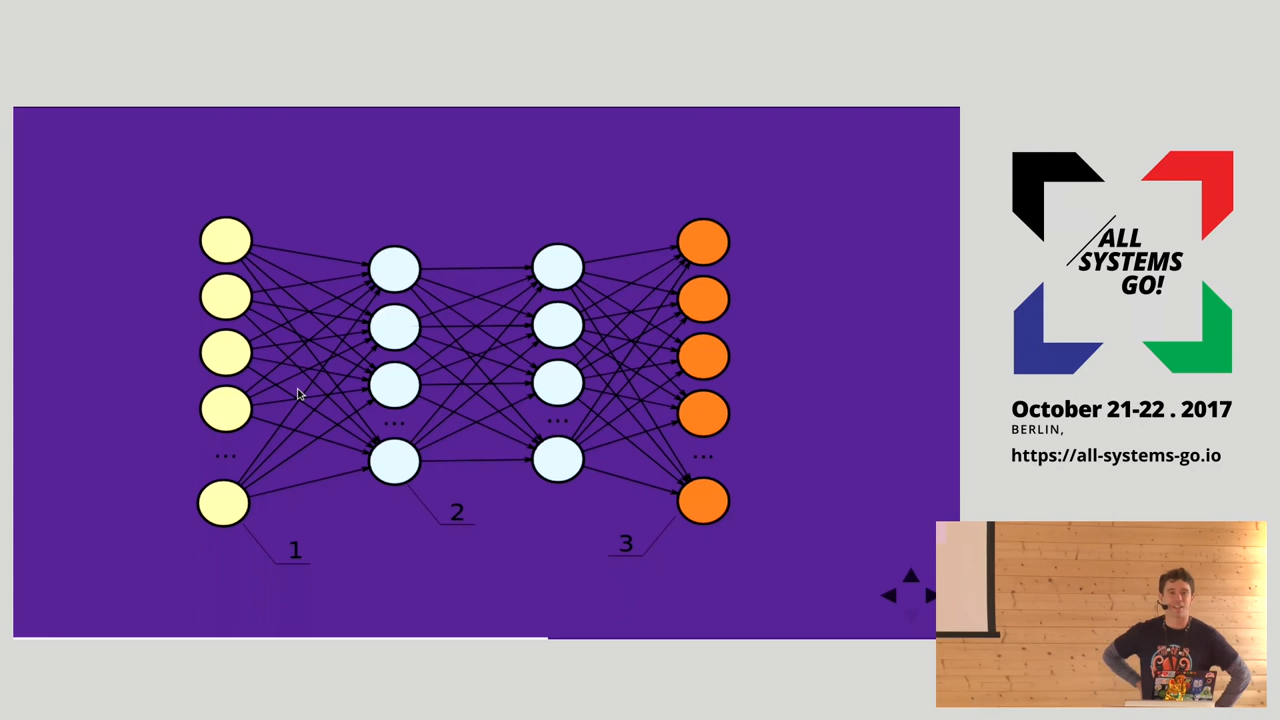 ...
...
...
...
1
2
3
ALL
SYSTEMS
GO!
October 21-22 . 2017
BERLIN,
https://all-systems-go.io